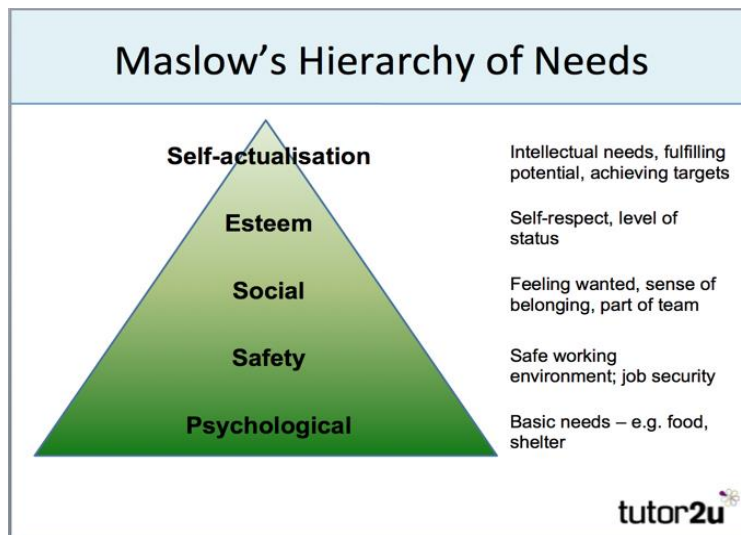 Maslow’s Hierarchy of Needs
Self-actualisation
Intellectual needs, fulfilling
potential, achieving targets
Esteem
Self-respect, level of
status
Social
Feeling wanted, sense of
belonging, part of team
Safety
Safe working
environment; job security
Psychological
Basic needs – e.g. food,
shelter
tutor2u